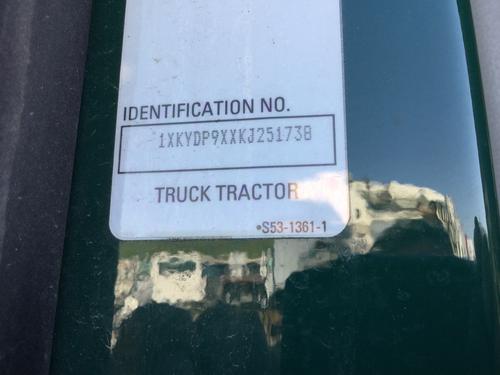 IDENTIFICATION NO.
1XKYDP9XXKJ251738
TRUCK TRACTOR
•S53-1361-1